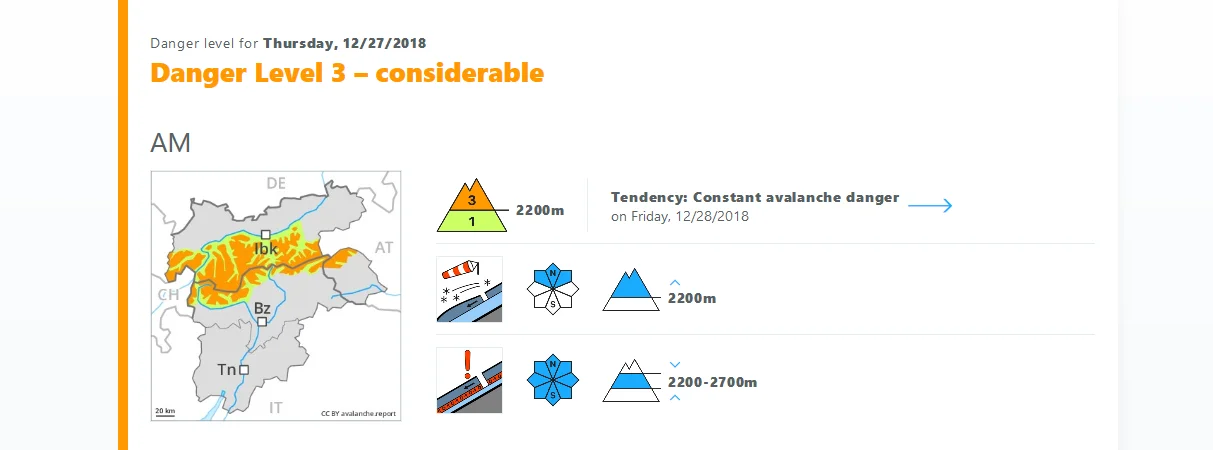 Danger level for Thursday, 12/27/2018
Danger Level 3 – considerable
AM
DE
Ibk
AT
CH
Bz
Tn
IT
20 km
CC BY avalanche.report
3
1
2200m
Tendency: Constant avalanche danger
on Friday, 12/28/2018
N
S
2200m
N
S
2200-2700m